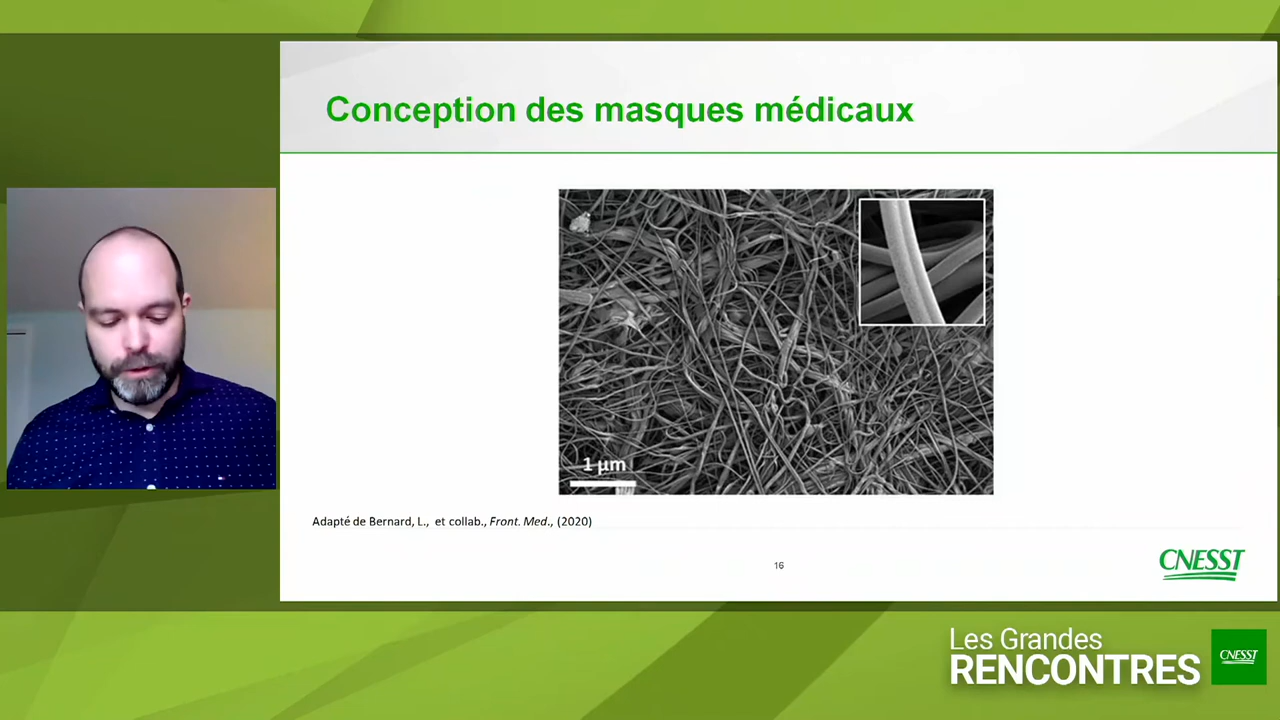 Conception des masques médicaux
1 µm
Adapté de Bernard, L., et collab., Front. Med., (2020)
16
CNESST
Les Grandes
RENCONTRES
CNESST